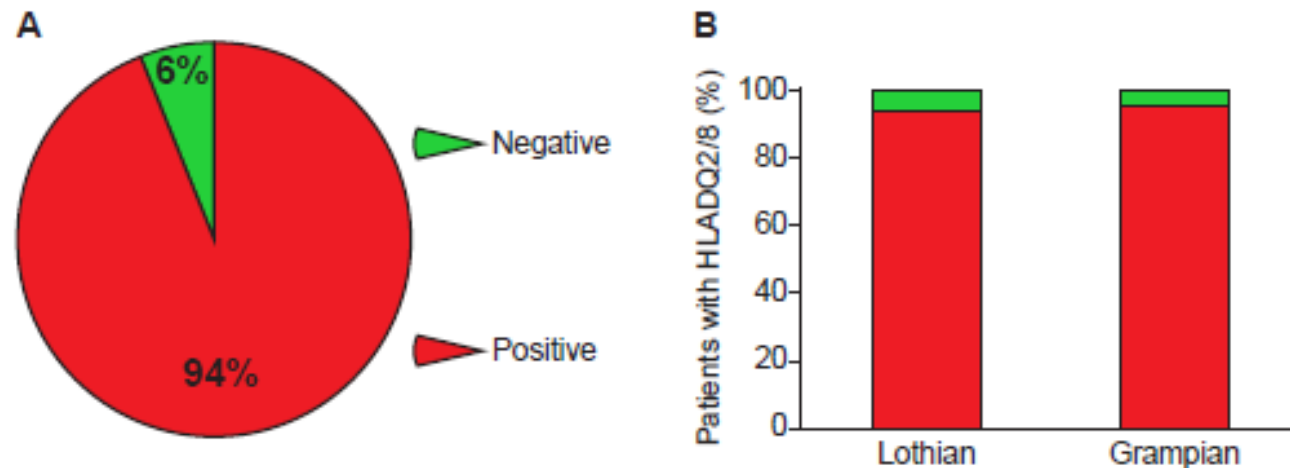 A
6%
94%
Negative
Positive
B
Patients with HLADQ2/8 (%)
100
80
60
40
20
0
Lothian
Grampian